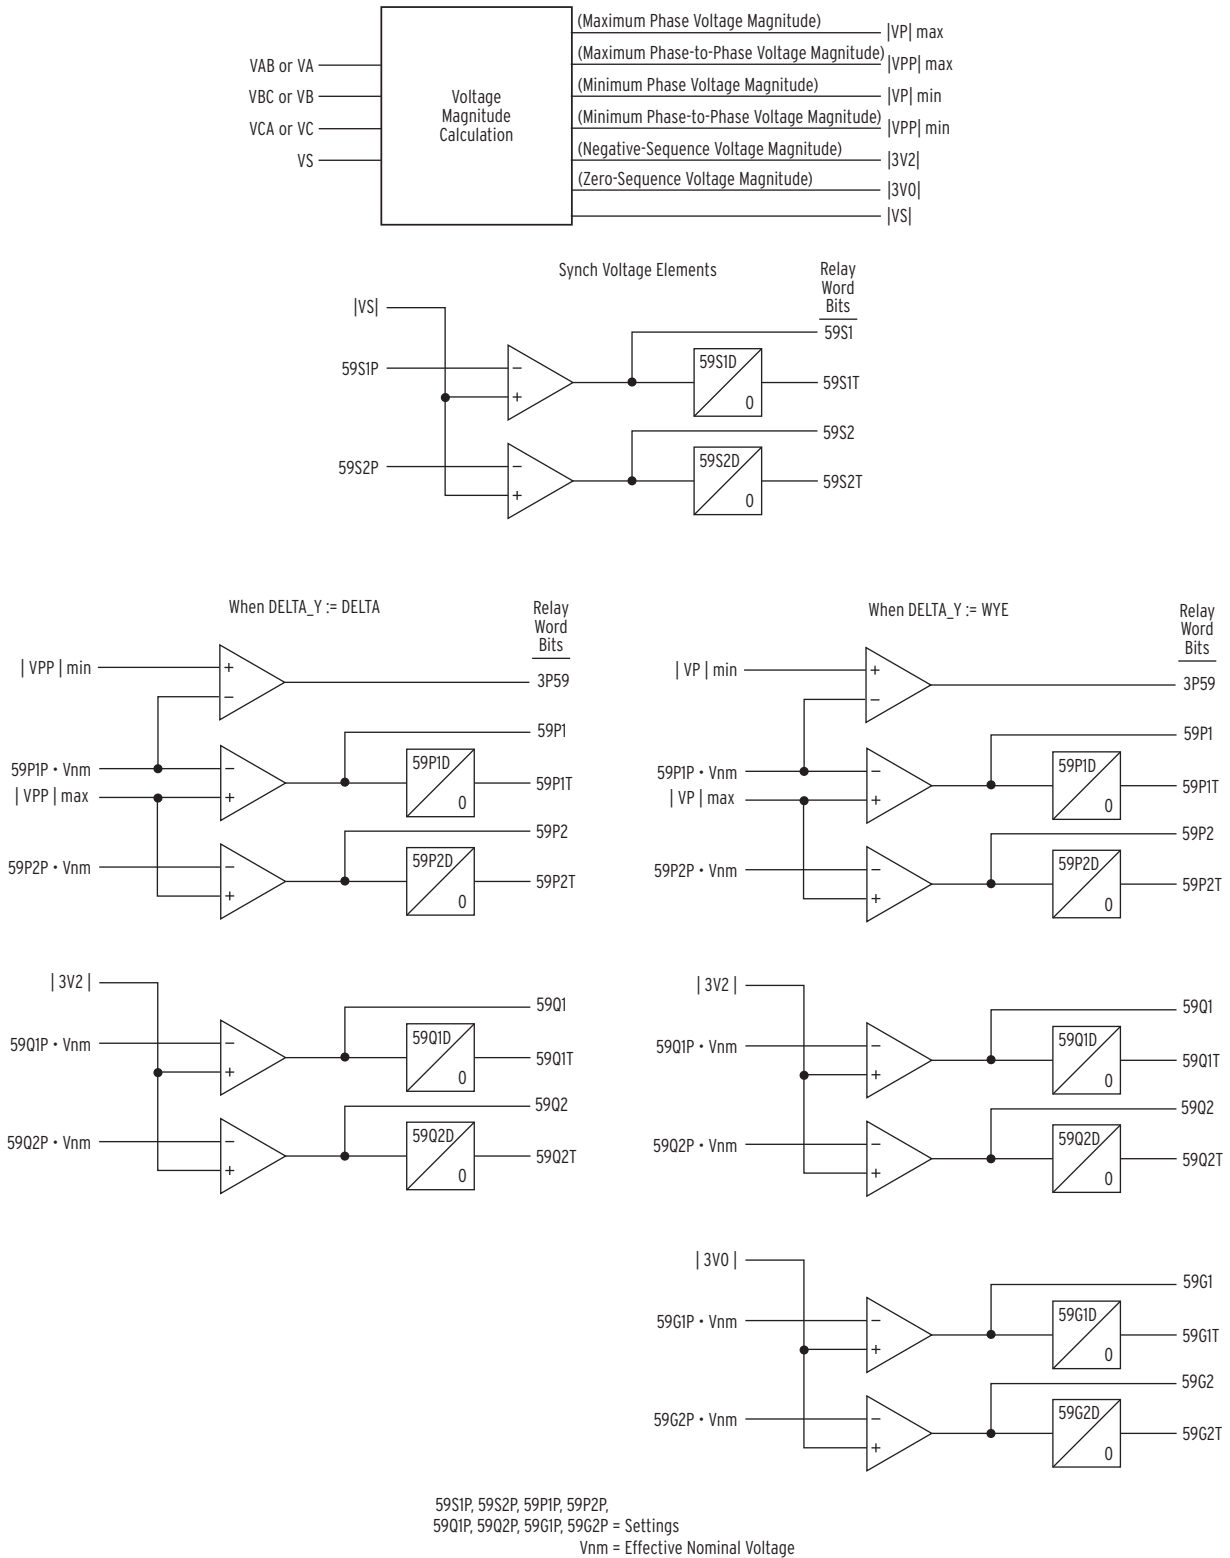 (Maximum Phase Voltage Magnitude)
|VP| max
(Maximum Phase-to-Phase Voltage Magnitude)
|VPP| max
VAB or VA
(Minimum Phase Voltage Magnitude)
|VP| min
VBC or VB
Voltage
Magnitude
Calculation
(Minimum Phase-to-Phase Voltage Magnitude)
|VPP| min
VCA or VC
(Negative-Sequence Voltage Magnitude)
|3V2|
VS
(Zero-Sequence Voltage Magnitude)
|3V0|
|VS|
Synch Voltage Elements
Relay
Word
Bits
|VS|
59S1
59S1P
−
+
59S1D
0
59S1T
59S2
59S2P
−
+
59S2D
0
59S2T
When DELTA_Y := DELTA
Relay
Word
Bits
| VPP | min
+
−
3P59
59P1
59P1P • Vnm
| VPP | max
−
+
59P1D
0
59P1T
59P2
59P2P • Vnm
−
+
59P2D
0
59P2T
| 3V2 |
59Q1
59Q1P • Vnm
−
+
59Q1D
0
59Q1T
59Q2
59Q2P • Vnm
−
+
59Q2D
0
59Q2T
When DELTA_Y := WYE
Relay
Word
Bits
| VP | min
+
−
3P59
59P1
59P1P • Vnm
| VP | max
−
+
59P1D
0
59P1T
59P2
59P2P • Vnm
−
+
59P2D
0
59P2T
| 3V2 |
59Q1
59Q1P • Vnm
−
+
59Q1D
0
59Q1T
59Q2
59Q2P • Vnm
−
+
59Q2D
0
59Q2T
| 3V0 |
59G1
59G1P • Vnm
−
+
59G1D
0
59G1T
59G2
59G2P • Vnm
−
+
59G2D
0
59G2T
59S1P, 59S2P, 59P1P, 59P2P,
59Q1P, 59Q2P, 59G1P, 59G2P = Settings
Vnm = Effective Nominal Voltage